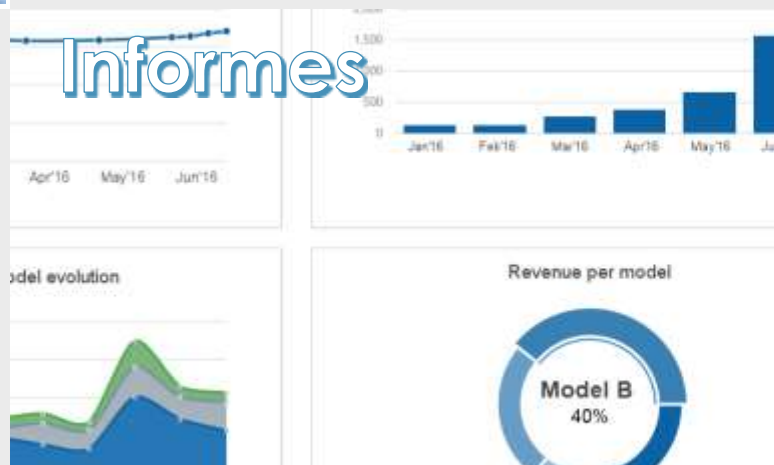 Informes
1,500
500
0
Jan'16 Feb'16 Mar'16 Apr'16 May'16
Apr'16 May'16 Jun'16
evolution
Revenue per model
Model B
40%